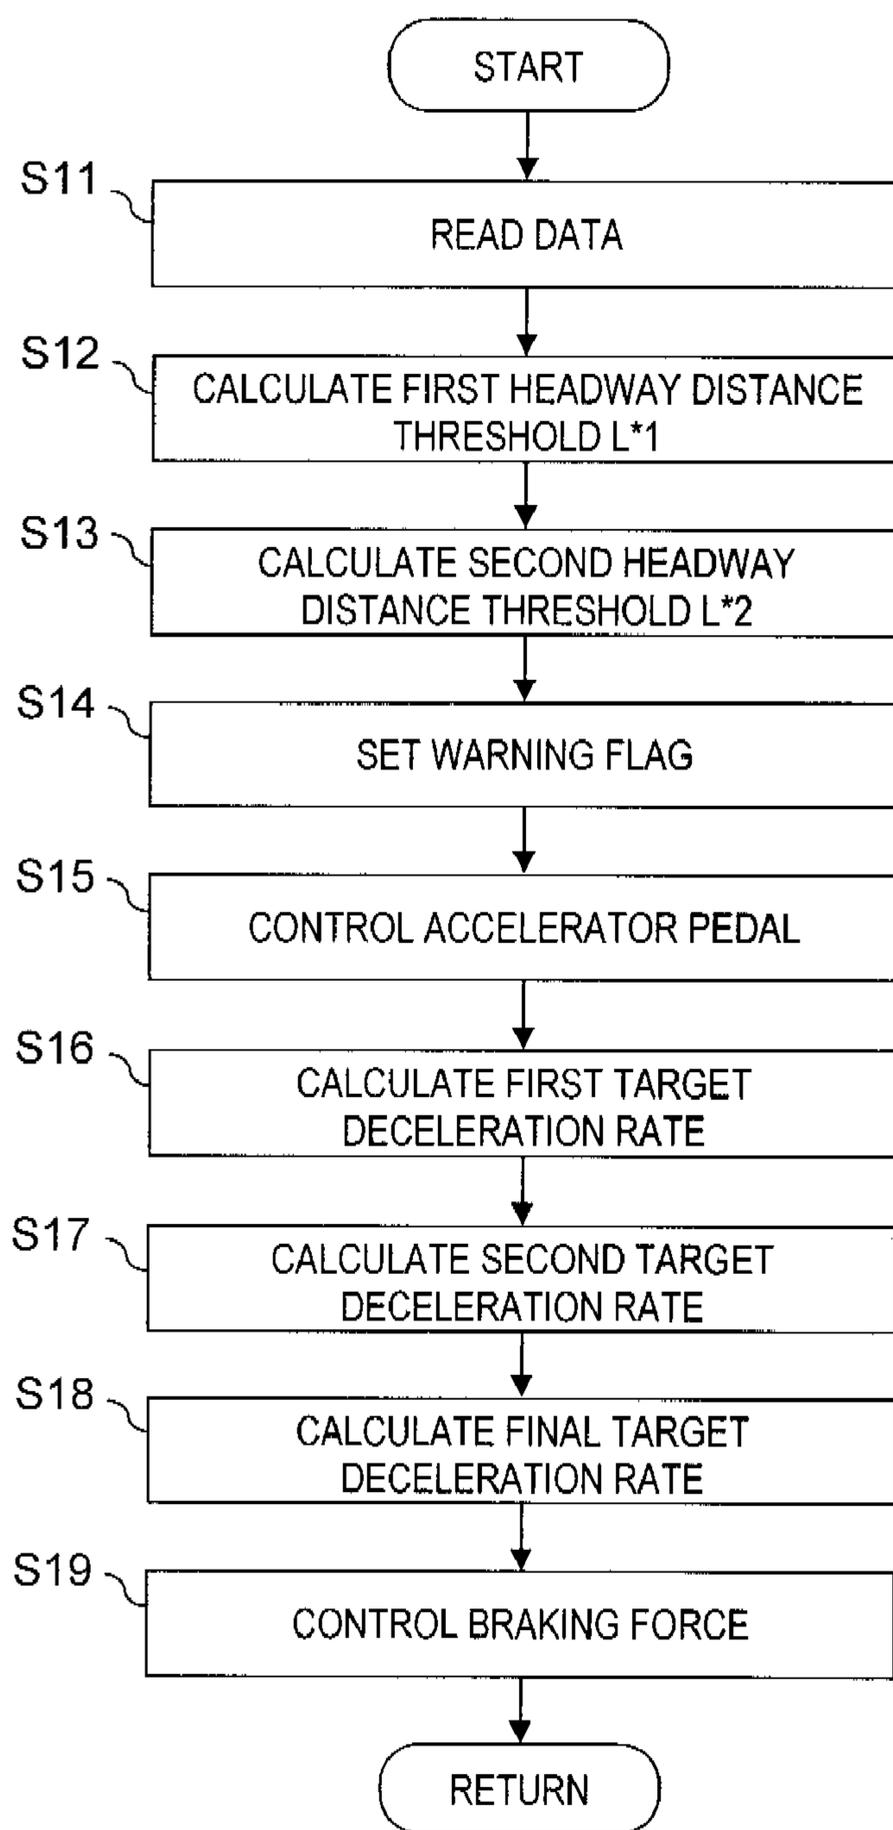 START
S11
READ DATA
S12
CALCULATE FIRST HEADWAY DISTANCE
THRESHOLD L*1
S13
CALCULATE SECOND HEADWAY
DISTANCE THRESHOLD L*2
S14
SET WARNING FLAG
S15
CONTROL ACCELERATOR PEDAL
S16
CALCULATE FIRST TARGET
DECELERATION RATE
S17
CALCULATE SECOND TARGET
DECELERATION RATE
S18
CALCULATE FINAL TARGET
DECELERATION RATE
S19
CONTROL BRAKING FORCE
RETURN